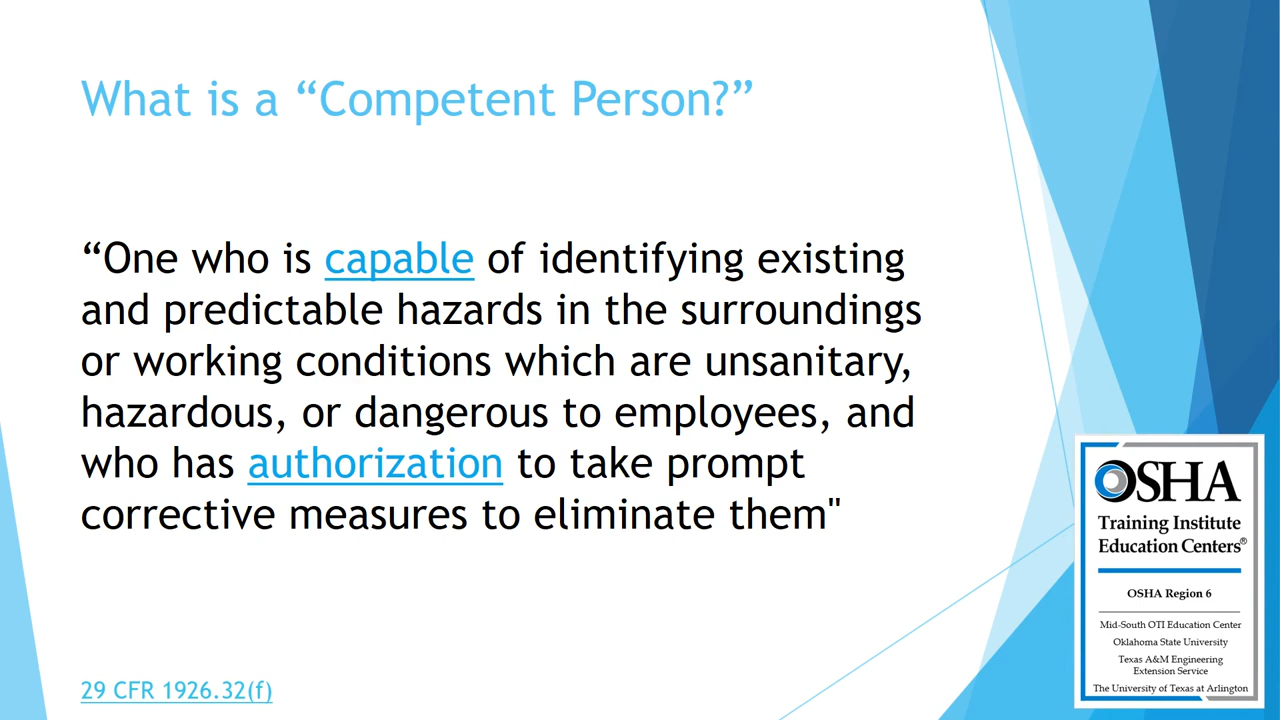 What is a “Competent Person?”
“One who is capable of identifying existing
and predictable hazards in the surroundings
or working conditions which are unsanitary,
hazardous, or dangerous to employees, and
who has authorization to take prompt
corrective measures to eliminate them"
29 CFR 1926.32(f)
OSHA
Training Institute
Education Centers®
OSHA Region 6
Mid-South OTI Education Center
Oklahoma State University
Texas A&M Engineering
Extension Service
The University of Texas at Arlington